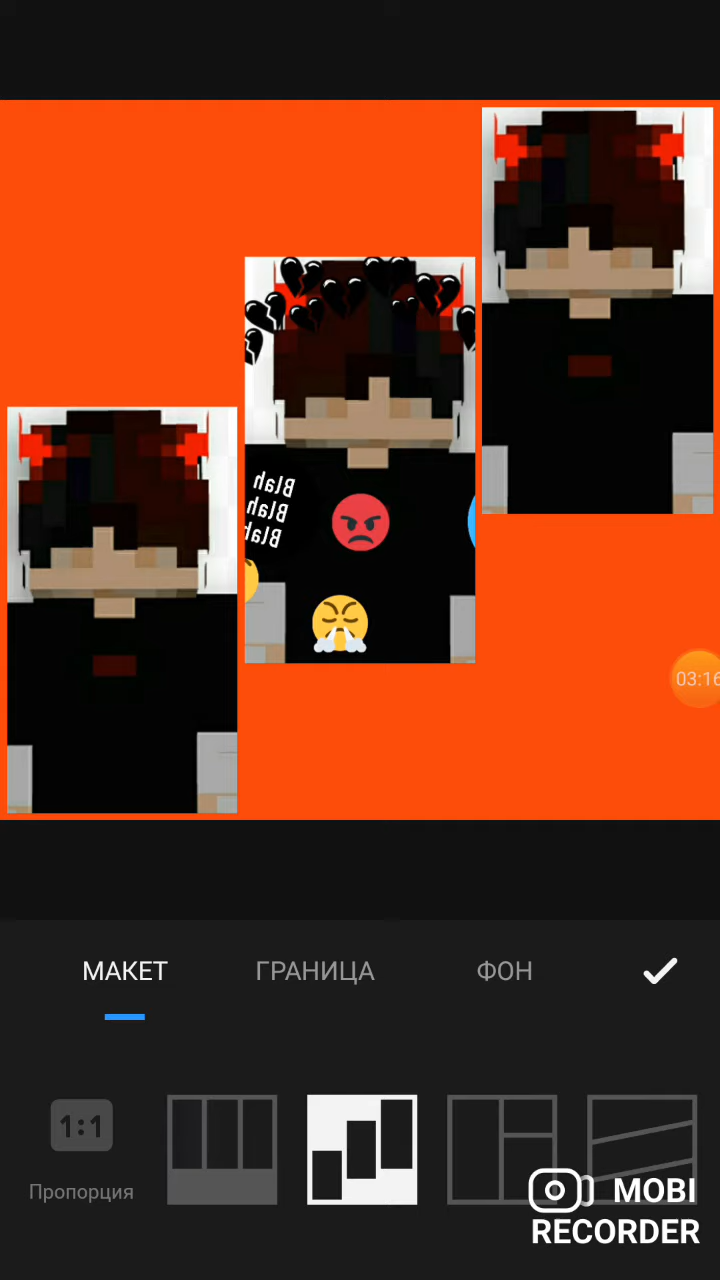 Blah
Blah
Blah
03:16
МАКЕТ
ГРАНИЦА
ФОН
1:1
Пропорция
MOBI
RECORDER